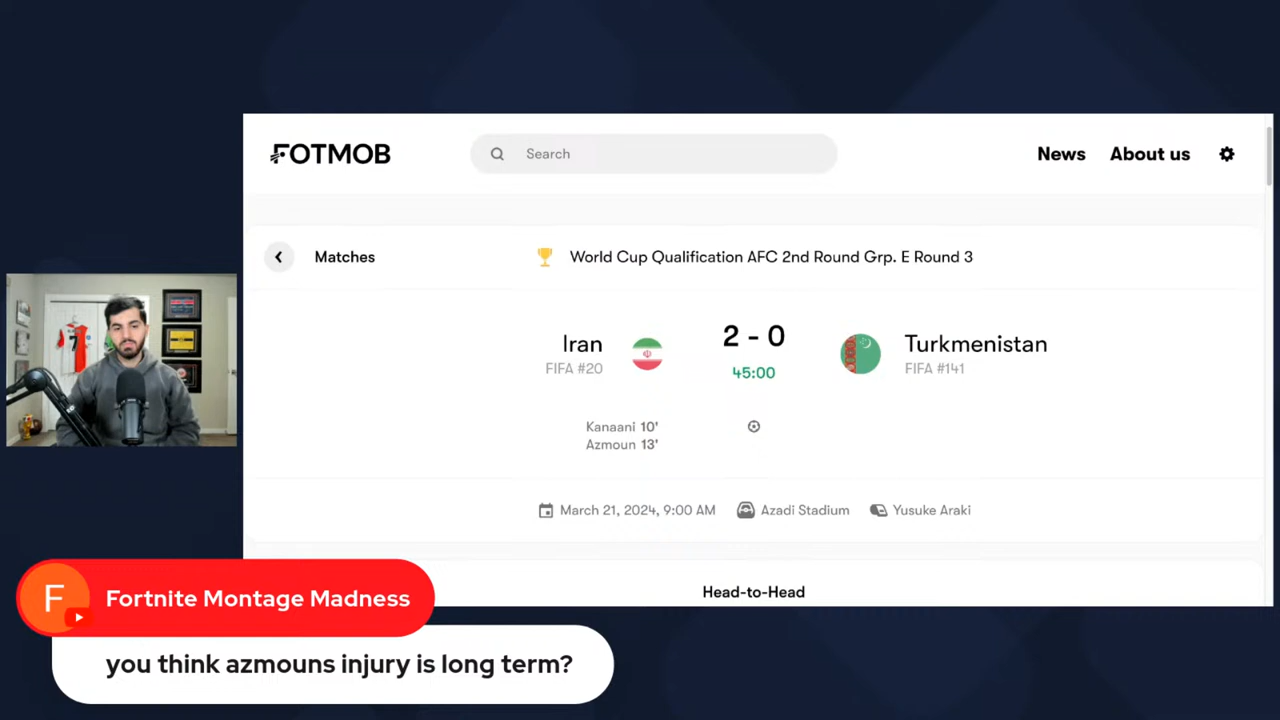 FOTMOB
Search
News
About us
Matches
World Cup Qualification AFC 2nd Round Grp. E Round 3
Iran
FIFA #20
2 - 0
45:00
Turkmenistan
FIFA #141
Kanaani 10'
Azmoun 13'
March 21, 2024, 9:00 AM
Azadi Stadium
Yusuke Araki
Head-to-Head
7
F
Fortnite Montage Madness
you think azmouns injury is long term?